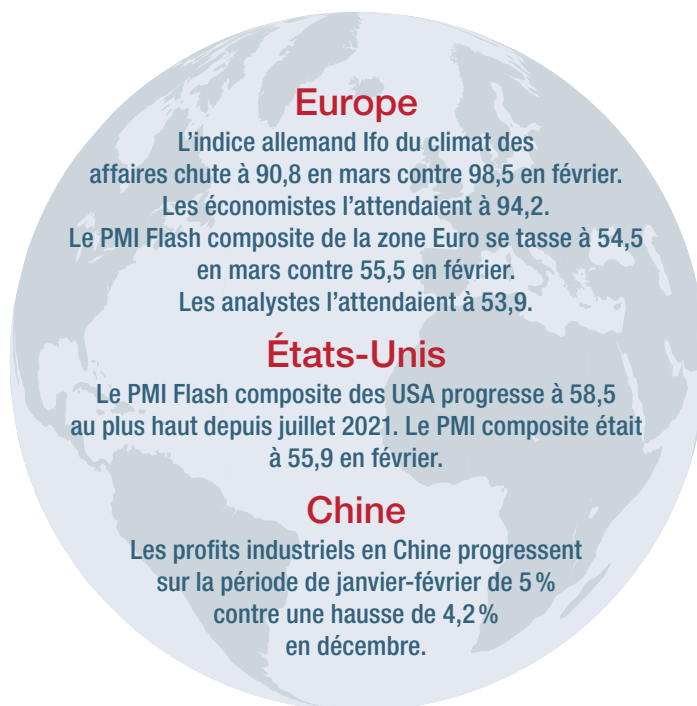 Europe
L'indice allemand Ifo du climat des
affaires chute à 90,8 en mars contre 98,5 en février.
Les économistes l'attendaient à 94,2.
Le PMI Flash composite de la zone Euro se tasse à 54,5
en mars contre 55,5 en février.
Les analystes l'attendaient à 53,9.
États-Unis
Le PMI Flash composite des USA progresse à 58,5
au plus haut depuis juillet 2021. Le PMI composite était
à 55,9 en février.
Chine
Les profits industriels en Chine progressent
sur la période de janvier-février de 5 %
contre une hausse de 4,2 %
en décembre.